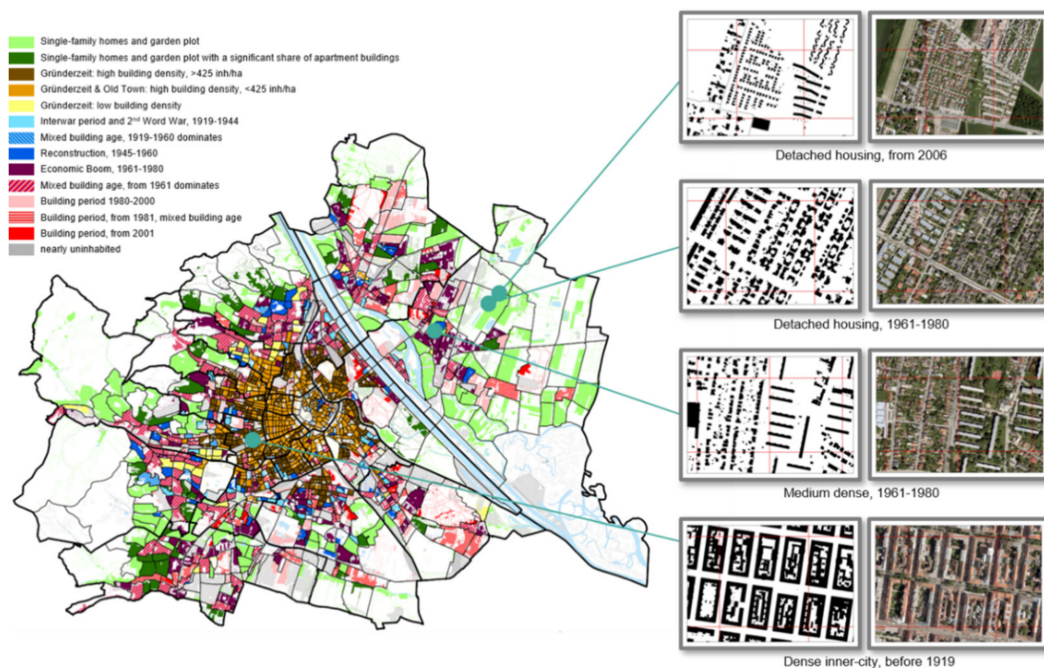 Single-family homes and garden plot
Single-family homes and garden plot with a significant share of apartment buildings
Gründerzeit: high building density, >425 inh/ha
Gründerzeit & Old Town: high building density, <425 inh/ha
Gründerzeit: low building density
Interwar period and 2nd Word War, 1919-1944
Mixed building age, 1919-1960 dominates
Reconstruction, 1945-1960
Economic Boom, 1961-1980
Mixed building age, from 1961 dominates
Building period 1980-2000
Building period, from 1981, mixed building age
Building period, from 2001
nearly uninhabited
Detached housing, from 2006
Detached housing, 1961-1980
Medium dense, 1961-1980
Dense inner-city, before 1919